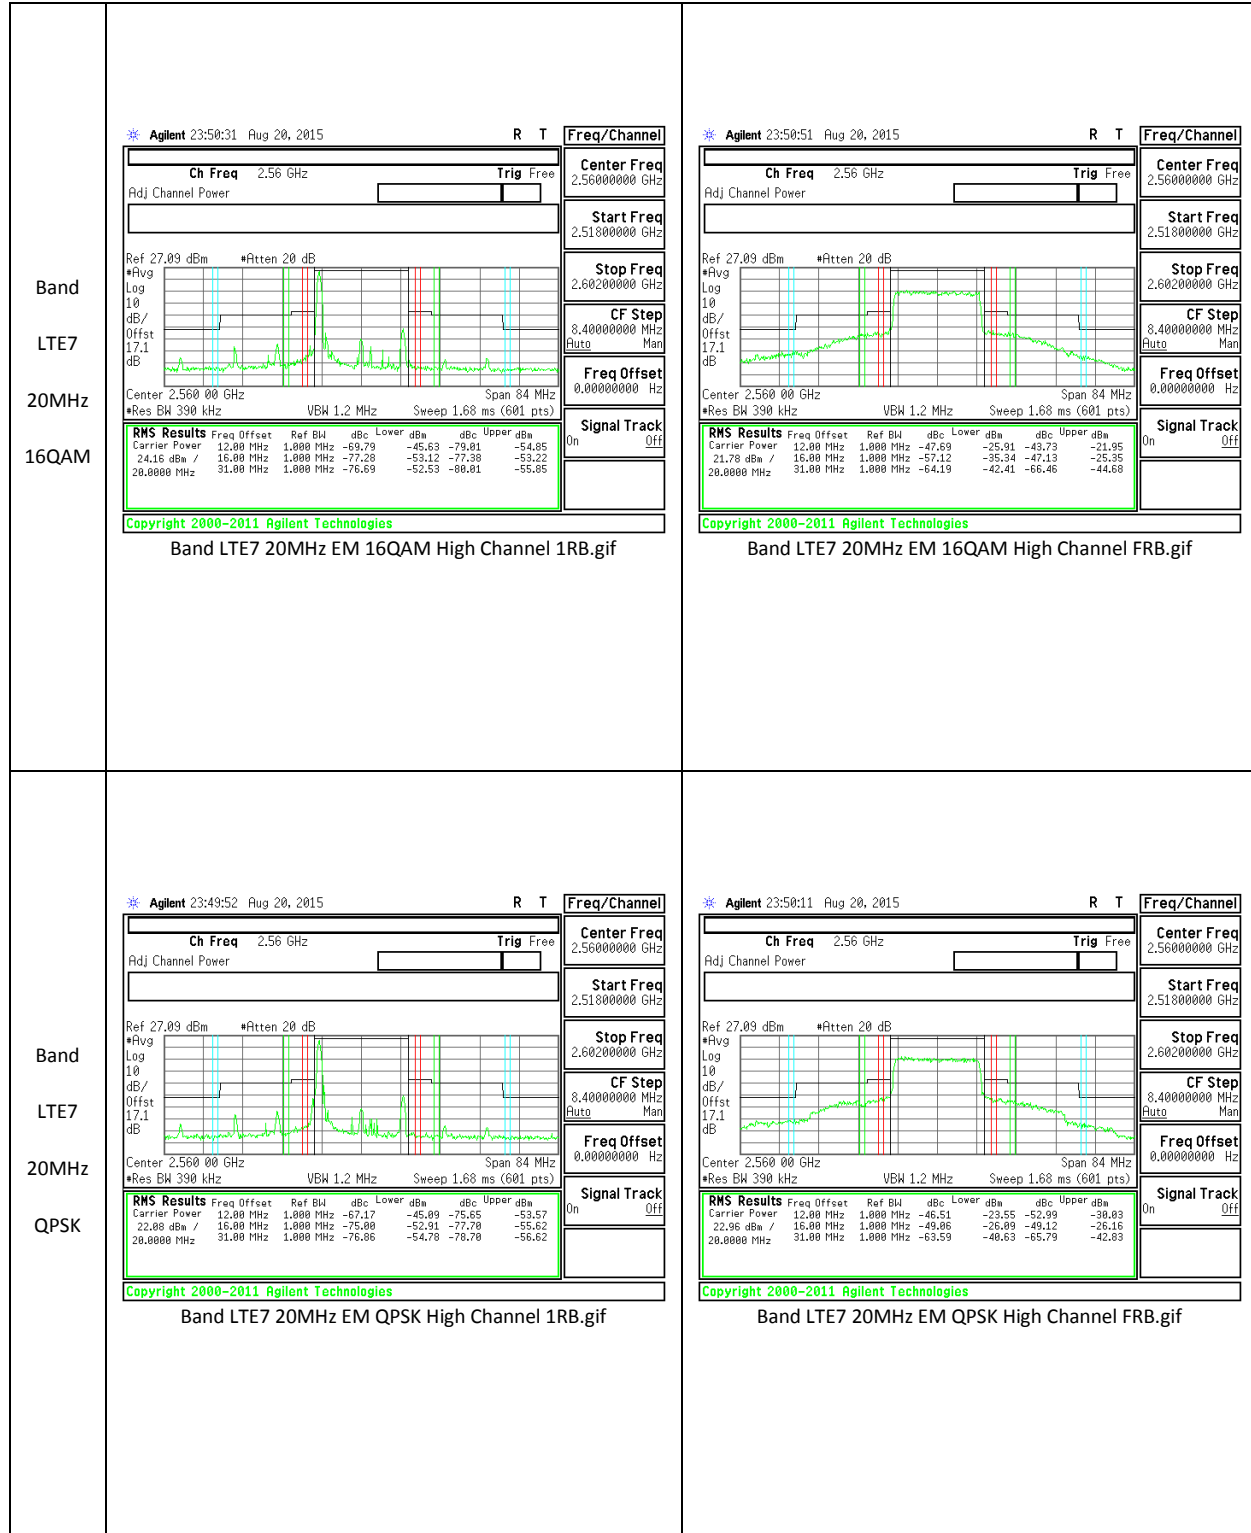 Band
LTE7
20MHz
16QAM
Agilent 23:50:31 Aug 20, 2015 R T Freq/Channel
Ch Freq 2.56 GHz Trig Free
Adj Channel Power
Center Freq
2.56000000 GHz
Start Freq
2.51800000 GHz
Stop Freq
2.60200000 GHz
CF Step
8.40000000 MHz
Auto Man
Freq Offset
0.00000000 Hz
Signal Track
On Off
Ref 27.09 dBm #Atten 20 dB
#Avg
Log
10
dB/
Offst
17.1
dB
Center 2.560 00 GHz Span 84 MHz
#Res BW 390 kHz VBW 1.2 MHz Sweep 1.68 ms (601 pts)
RMS Results Freq Offset Ref BW dBc Lower dBm dBc Upper dBm
Carrier Power 12.00 MHz 1.000 MHz -69.79 -45.63 -79.01 -54.85
24.16 dBm / 16.00 MHz 1.000 MHz -77.28 -53.12 -77.38 -53.22
20.0000 MHz 31.00 MHz 1.000 MHz -76.69 -52.53 -80.01 -55.85
Copyright 2000-2011 Agilent Technologies
Band LTE7 20MHz EM 16QAM High Channel 1RB.gif
Agilent 23:50:51 Aug 20, 2015 R T Freq/Channel
Ch Freq 2.56 GHz Trig Free
Adj Channel Power
Center Freq
2.56000000 GHz
Start Freq
2.51800000 GHz
Stop Freq
2.60200000 GHz
CF Step
8.40000000 MHz
Auto Man
Freq Offset
0.00000000 Hz
Signal Track
On Off
Ref 27.09 dBm #Atten 20 dB
#Avg
Log
10
dB/
Offst
17.1
dB
Center 2.560 00 GHz Span 84 MHz
#Res BW 390 kHz VBW 1.2 MHz Sweep 1.68 ms (601 pts)
RMS Results Freq Offset Ref BW dBc Lower dBm dBc Upper dBm
Carrier Power 12.00 MHz 1.000 MHz -47.69 -25.91 -43.73 -21.95
21.78 dBm / 16.00 MHz 1.000 MHz -57.12 -35.34 -47.13 -25.35
20.0000 MHz 31.00 MHz 1.000 MHz -64.19 -42.41 -66.46 -44.68
Copyright 2000-2011 Agilent Technologies
Band LTE7 20MHz EM 16QAM High Channel FRB.gif
Band
LTE7
20MHz
QPSK
Agilent 23:49:52 Aug 20, 2015 R T Freq/Channel
Ch Freq 2.56 GHz Trig Free
Adj Channel Power
Center Freq
2.56000000 GHz
Start Freq
2.51800000 GHz
Stop Freq
2.60200000 GHz
CF Step
8.40000000 MHz
Auto Man
Freq Offset
0.00000000 Hz
Signal Track
On Off
Ref 27.09 dBm #Atten 20 dB
#Avg
Log
10
dB/
Offst
17.1
dB
Center 2.560 00 GHz Span 84 MHz
#Res BW 390 kHz VBW 1.2 MHz Sweep 1.68 ms (601 pts)
RMS Results Freq Offset Ref BW dBc Lower dBm dBc Upper dBm
Carrier Power 12.00 MHz 1.000 MHz -67.17 -45.09 -75.65 -53.57
22.08 dBm / 16.00 MHz 1.000 MHz -75.00 -52.91 -77.70 -55.62
20.0000 MHz 31.00 MHz 1.000 MHz -76.86 -54.78 -78.70 -56.62
Copyright 2000-2011 Agilent Technologies
Band LTE7 20MHz EM QPSK High Channel 1RB.gif
Agilent 23:50:11 Aug 20, 2015 R T Freq/Channel
Ch Freq 2.56 GHz Trig Free
Adj Channel Power
Center Freq
2.56000000 GHz
Start Freq
2.51800000 GHz
Stop Freq
2.60200000 GHz
CF Step
8.40000000 MHz
Auto Man
Freq Offset
0.00000000 Hz
Signal Track
On Off
Ref 27.09 dBm #Atten 20 dB
#Avg
Log
10
dB/
Offst
17.1
dB
Center 2.560 00 GHz Span 84 MHz
#Res BW 390 kHz VBW 1.2 MHz Sweep 1.68 ms (601 pts)
RMS Results Freq Offset Ref BW dBc Lower dBm dBc Upper dBm
Carrier Power 12.00 MHz 1.000 MHz -46.51 -23.55 -52.99 -30.03
22.96 dBm / 16.00 MHz 1.000 MHz -49.06 -26.09 -49.12 -26.16
20.0000 MHz 31.00 MHz 1.000 MHz -63.59 -40.63 -65.79 -42.83
Copyright 2000-2011 Agilent Technologies
Band LTE7 20MHz EM QPSK High Channel FRB.gif